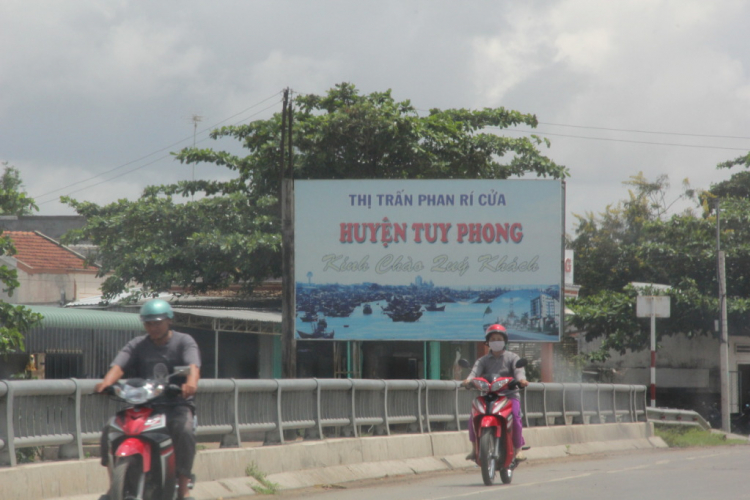 THỊ TRẤN PHAN RÍ CỬA
HUYỆN TUY PHONG
Kính Chào Quý Khách